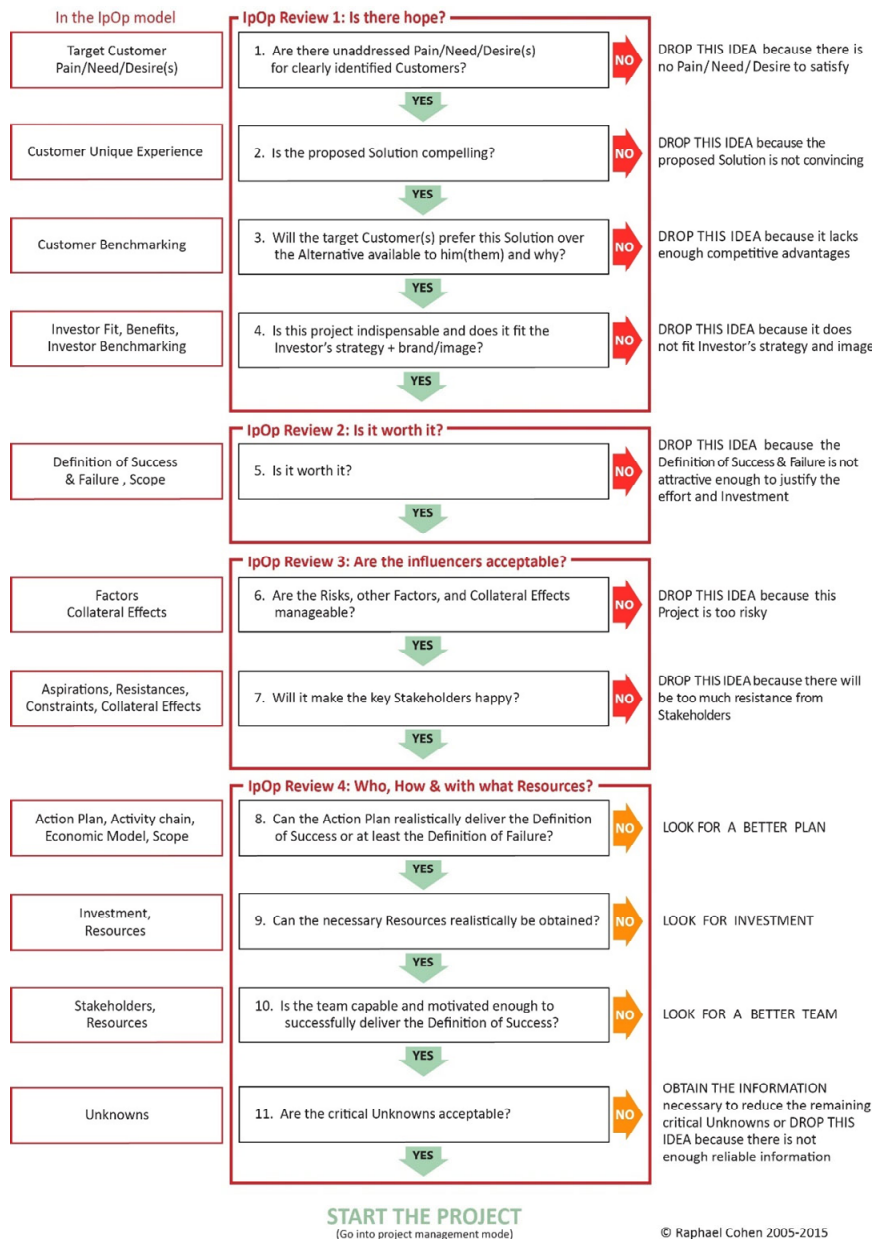 In the IpOp model
IpOp Review 1: Is there hope?
Target Customer
Pain/Need/Desire(s)
1. Are there unaddressed Pain/Need/Desire(s)
for clearly identified Customers?
NO
DROP THIS IDEA because there is
no Pain/Need/Desire to satisfy
YES
Customer Unique Experience
2. Is the proposed Solution compelling?
NO
DROP THIS IDEA because the
proposed Solution is not convincing
YES
Customer Benchmarking
3. Will the target Customer(s) prefer this Solution over
the Alternative available to him(them) and why?
NO
DROP THIS IDEA because it lacks
enough competitive advantages
YES
Investor Fit, Benefits,
Investor Benchmarking
4. Is this project indispensable and does it fit the
Investor's strategy + brand/image?
NO
DROP THIS IDEA because it does
not fit Investor's strategy and image
YES
IpOp Review 2: Is it worth it?
Definition of Success
& Failure , Scope
5. Is it worth it?
NO
DROP THIS IDEA because the
Definition of Success & Failure is not
attractive enough to justify the
effort and Investment
YES
IpOp Review 3: Are the influencers acceptable?
Factors
Collateral Effects
6. Are the Risks, other Factors, and Collateral Effects
manageable?
NO
DROP THIS IDEA because this
Project is too risky
YES
Aspirations, Resistances,
Constraints, Collateral Effects
7. Will it make the key Stakeholders happy?
NO
DROP THIS IDEA because there will
be too much resistance from
Stakeholders
YES
IpOp Review 4: Who, How & with what Resources?
Action Plan, Activity chain,
Economic Model, Scope
8. Can the Action Plan realistically deliver the Definition
of Success or at least the Definition of Failure?
NO
LOOK FOR A BETTER PLAN
YES
Investment,
Resources
9. Can the necessary Resources realistically be obtained?
NO
LOOK FOR INVESTMENT
YES
Stakeholders,
Resources
10. Is the team capable and motivated enough to
successfully deliver the Definition of Success?
NO
LOOK FOR A BETTER TEAM
YES
Unknowns
11. Are the critical Unknowns acceptable?
NO
OBTAIN THE INFORMATION
necessary to reduce the remaining
critical Unknowns or DROP THIS
IDEA because there is not
enough reliable information
YES
START THE PROJECT
(Go into project management mode)
© Raphael Cohen 2005-2015